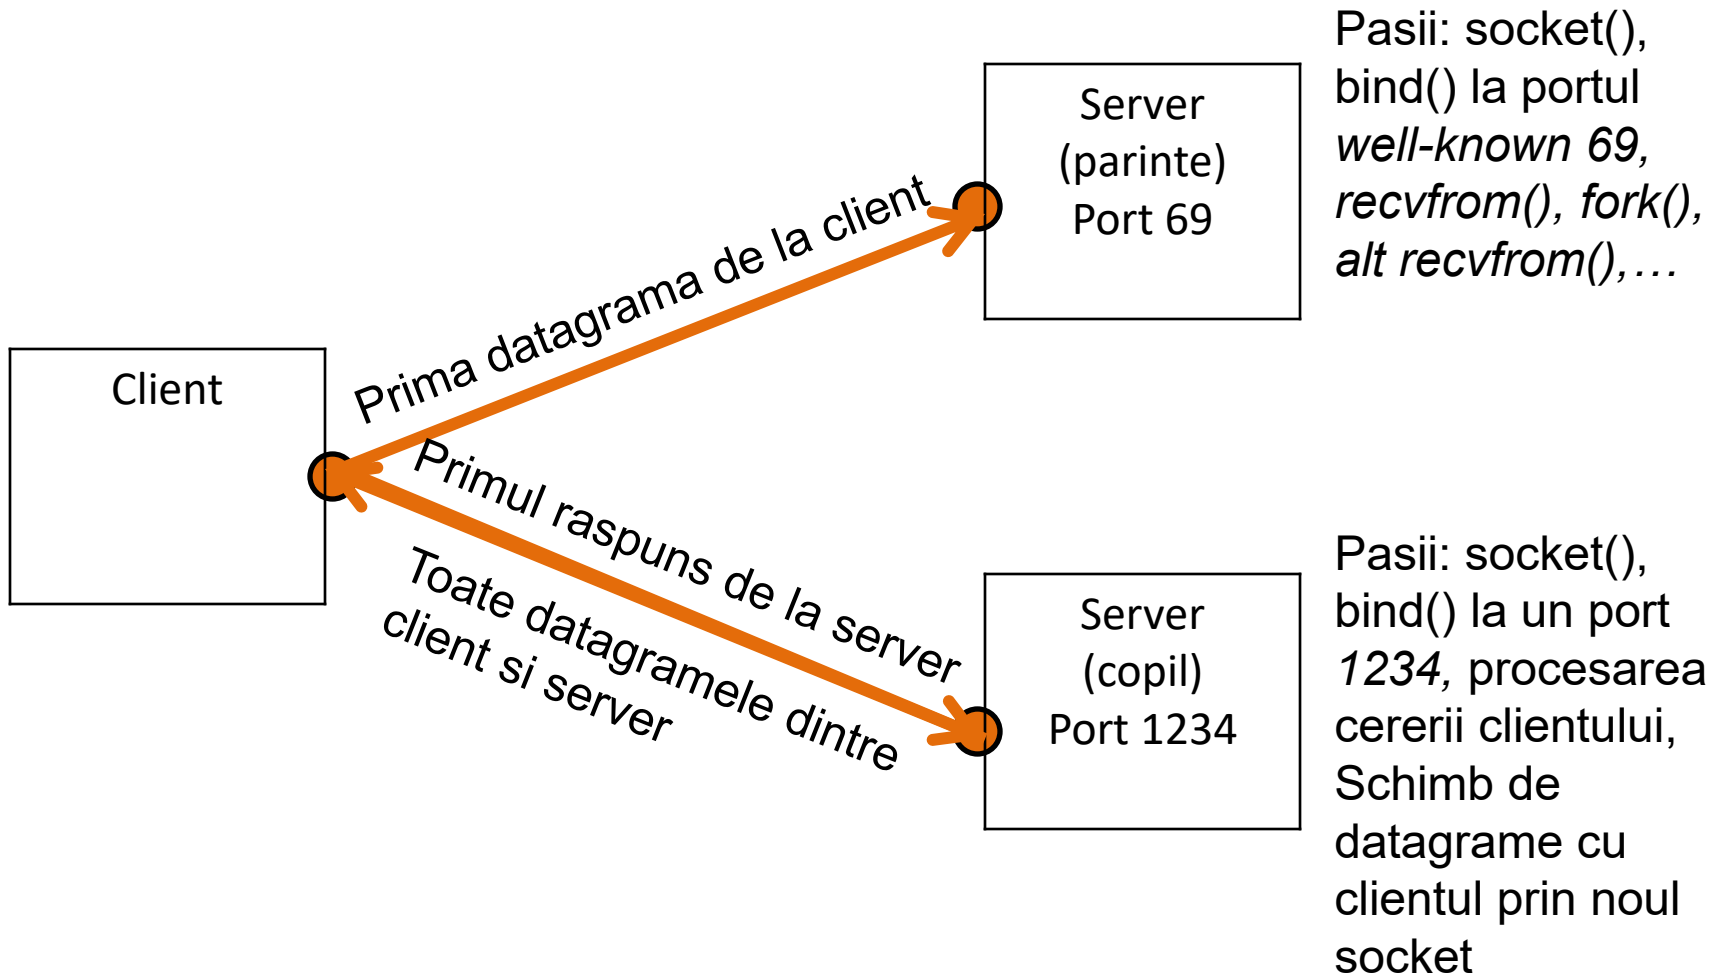 Pasii: socket(),
bind() la portul
well-known 69,
recvfrom(), fork(),
alt recvfrom(),…
Server
(parinte)
Port 69
Prima datagrama de la client
Client
Primul raspuns de la server
Toate datagramele dintre
client si server
Server
(copil)
Port 1234
Pasii: socket(),
bind() la un port
1234, procesarea
cererii clientului,
Schimb de
datagrame cu
clientul prin noul
socket